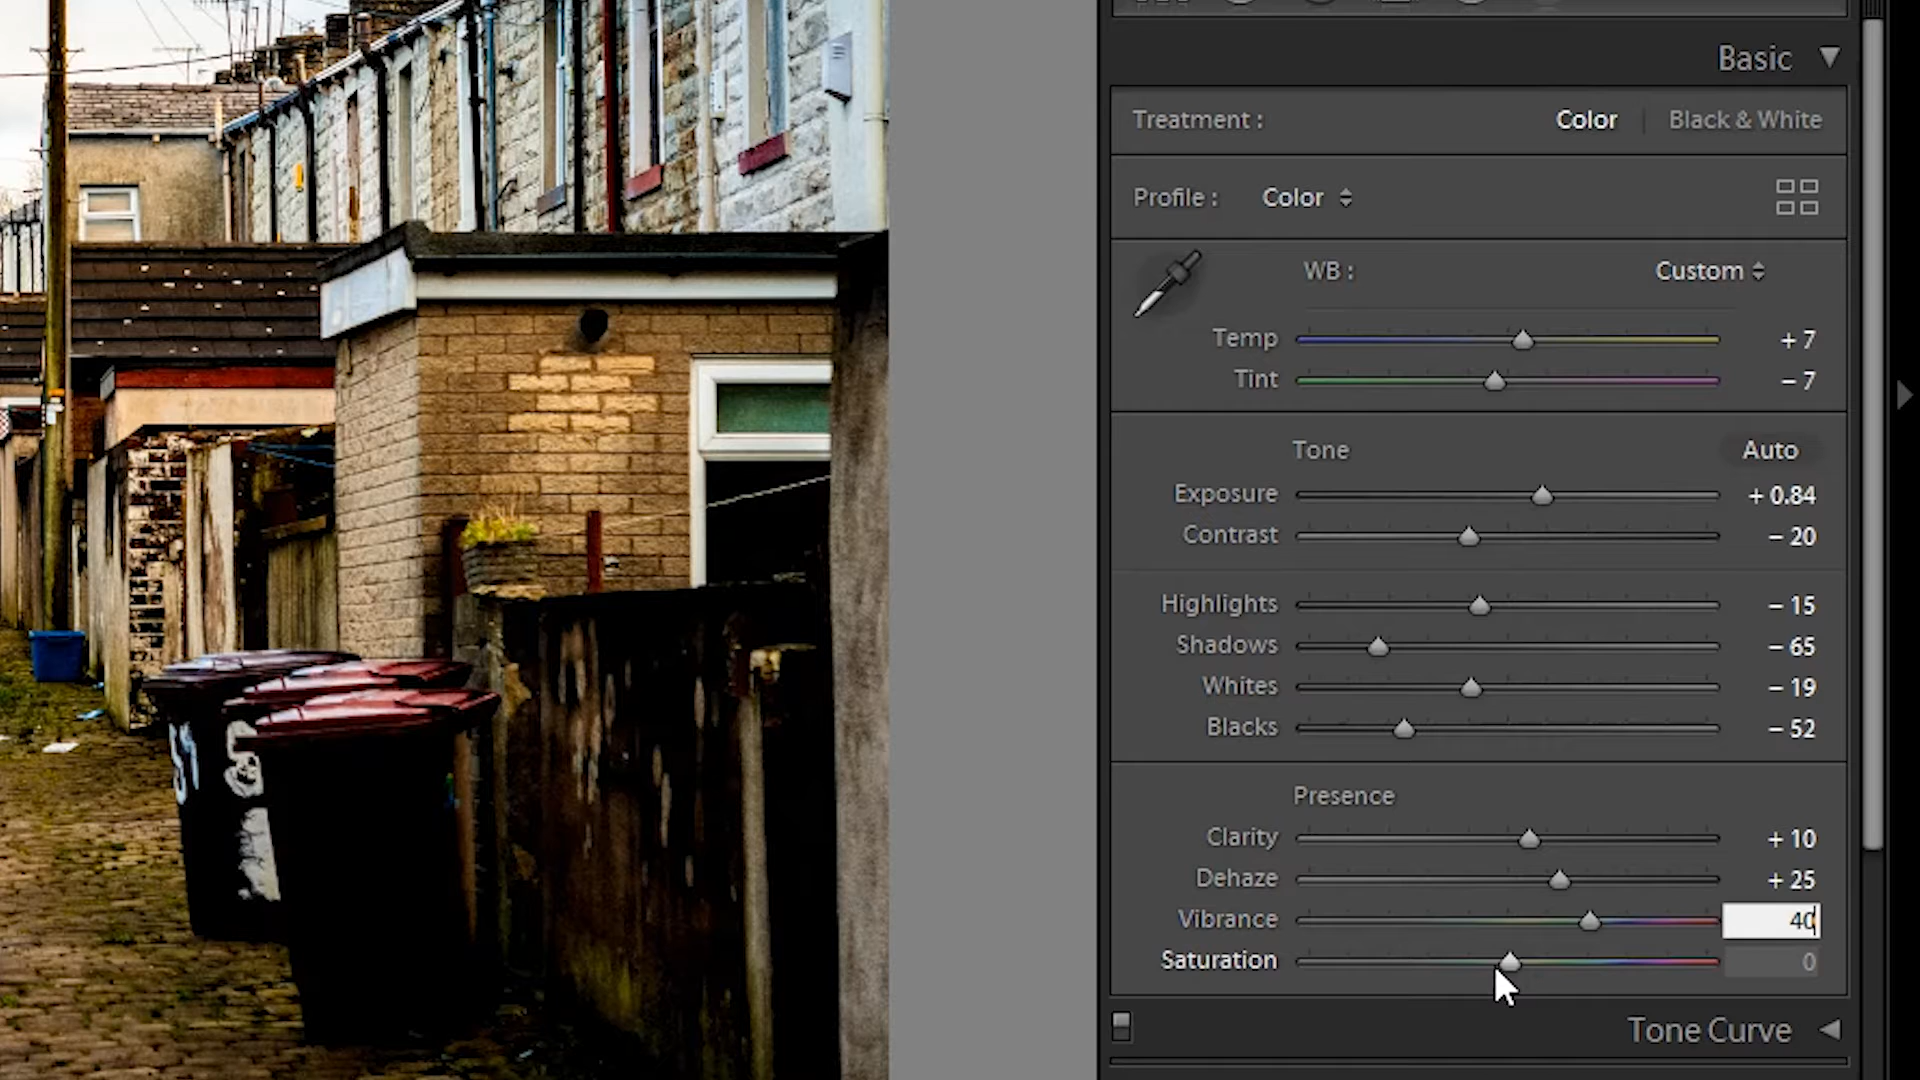 Basic
Treatment : Color Black & White
Profile : Color
WB : Custom
Temp + 7
Tint – 7
Tone Auto
Exposure + 0.84
Contrast – 20
Highlights – 15
Shadows – 65
Whites – 19
Blacks – 52
Presence
Clarity + 10
Dehaze + 25
Vibrance 40
Saturation 0
Tone Curve